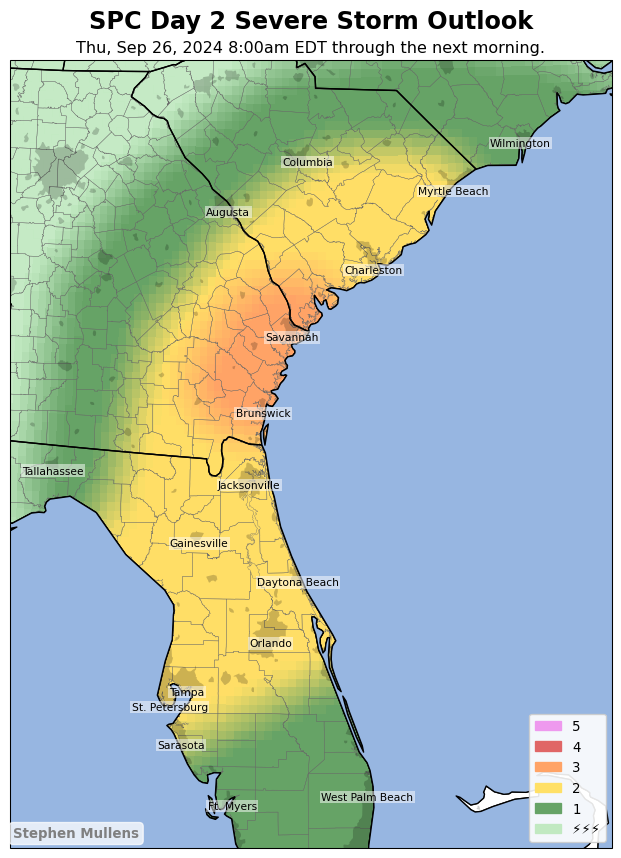 SPC Day 2 Severe Storm Outlook
Thu, Sep 26, 2024 8:00am EDT through the next morning.
Wilmington
Columbia
Myrtle Beach
Augusta
Charleston
Savannah
Brunswick
Tallahassee
Jacksonville
Gainesville
Daytona Beach
Orlando
Tampa
St. Petersburg
Sarasota
West Palm Beach
Ft. Myers
5
4
3
2
1
⚡⚡⚡
Stephen Mullens